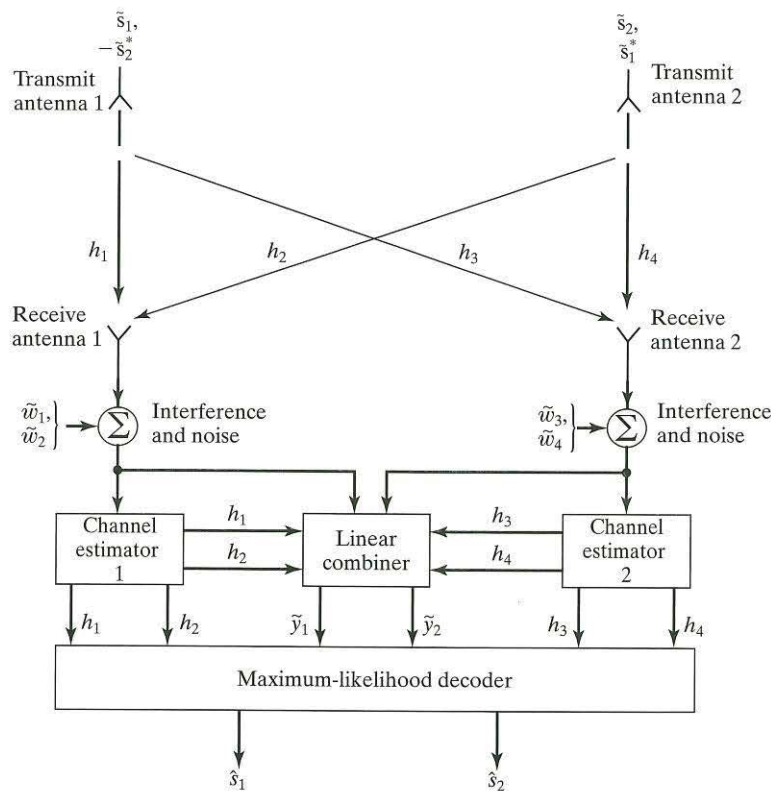 s̃₁,
−s̃₂*
s̃₂,
s̃₁*
Transmit
antenna 1
Transmit
antenna 2
h₁
h₂
h₃
h₄
Receive
antenna 1
Receive
antenna 2
w̃₁,
w̃₂
Interference
and noise
w̃₃,
w̃₄
Interference
and noise
Channel
estimator
1
h₁
h₂
Linear
combiner
h₃
h₄
Channel
estimator
2
h₁
h₂
ỹ₁
ỹ₂
h₃
h₄
Maximum-likelihood decoder
ŝ₁
ŝ₂